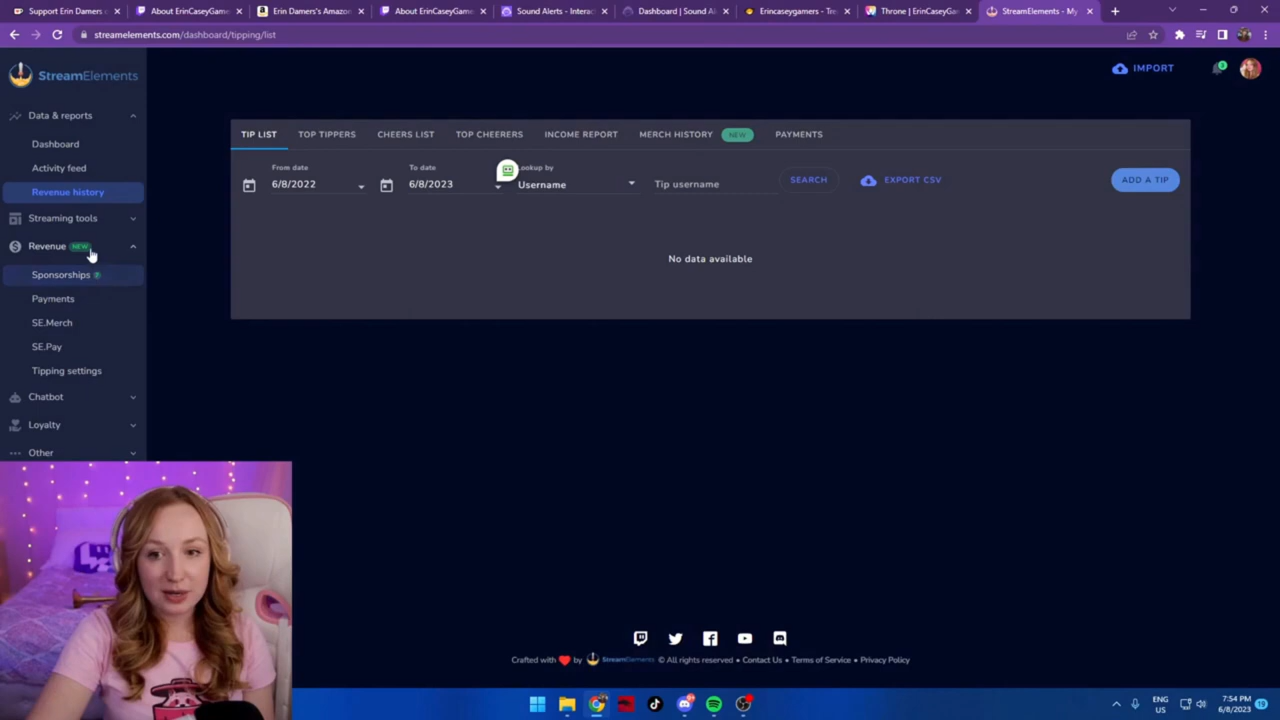 Support Erin Damers on
About ErinCaseyGame
Erin Damers's Amazon
About ErinCaseyGame
Sound Alerts - Interac
Dashboard | Sound Al
Erincaseygamers - Tre
Throne | ErinCaseyGam
StreamElements - My
streamelements.com/dashboard/tipping/list
StreamElements
IMPORT
3
Data & reports
Dashboard
Activity feed
Revenue history
Streaming tools
Revenue NEW
Sponsorships
Payments
SE.Merch
SE.Pay
Tipping settings
Chatbot
Loyalty
Other
TIP LIST
TOP TIPPERS
CHEERS LIST
TOP CHEERERS
INCOME REPORT
MERCH HISTORY NEW
PAYMENTS
From date
6/8/2022
To date
6/8/2023
Lookup by
Username
Tip username
SEARCH
EXPORT CSV
ADD A TIP
No data available
Crafted with by StreamElements © All rights reserved • Contact Us • Terms of Service • Privacy Policy
ENG
US
7:54 PM
6/8/2023